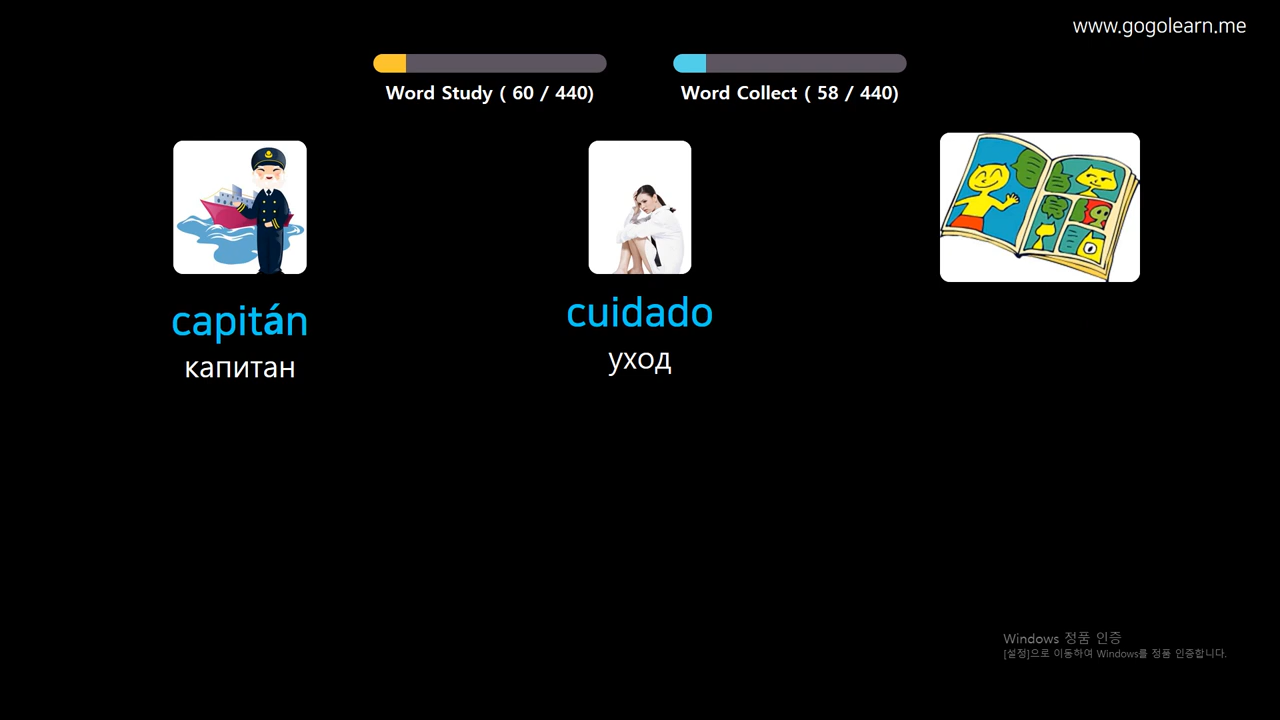 www.gogolearn.me
Word Study ( 60 / 440)
Word Collect ( 58 / 440)
capitán
капитан
cuidado
уход
Windows 정품 인증
[설정]으로 이동하여 Windows를 정품 인증합니다.